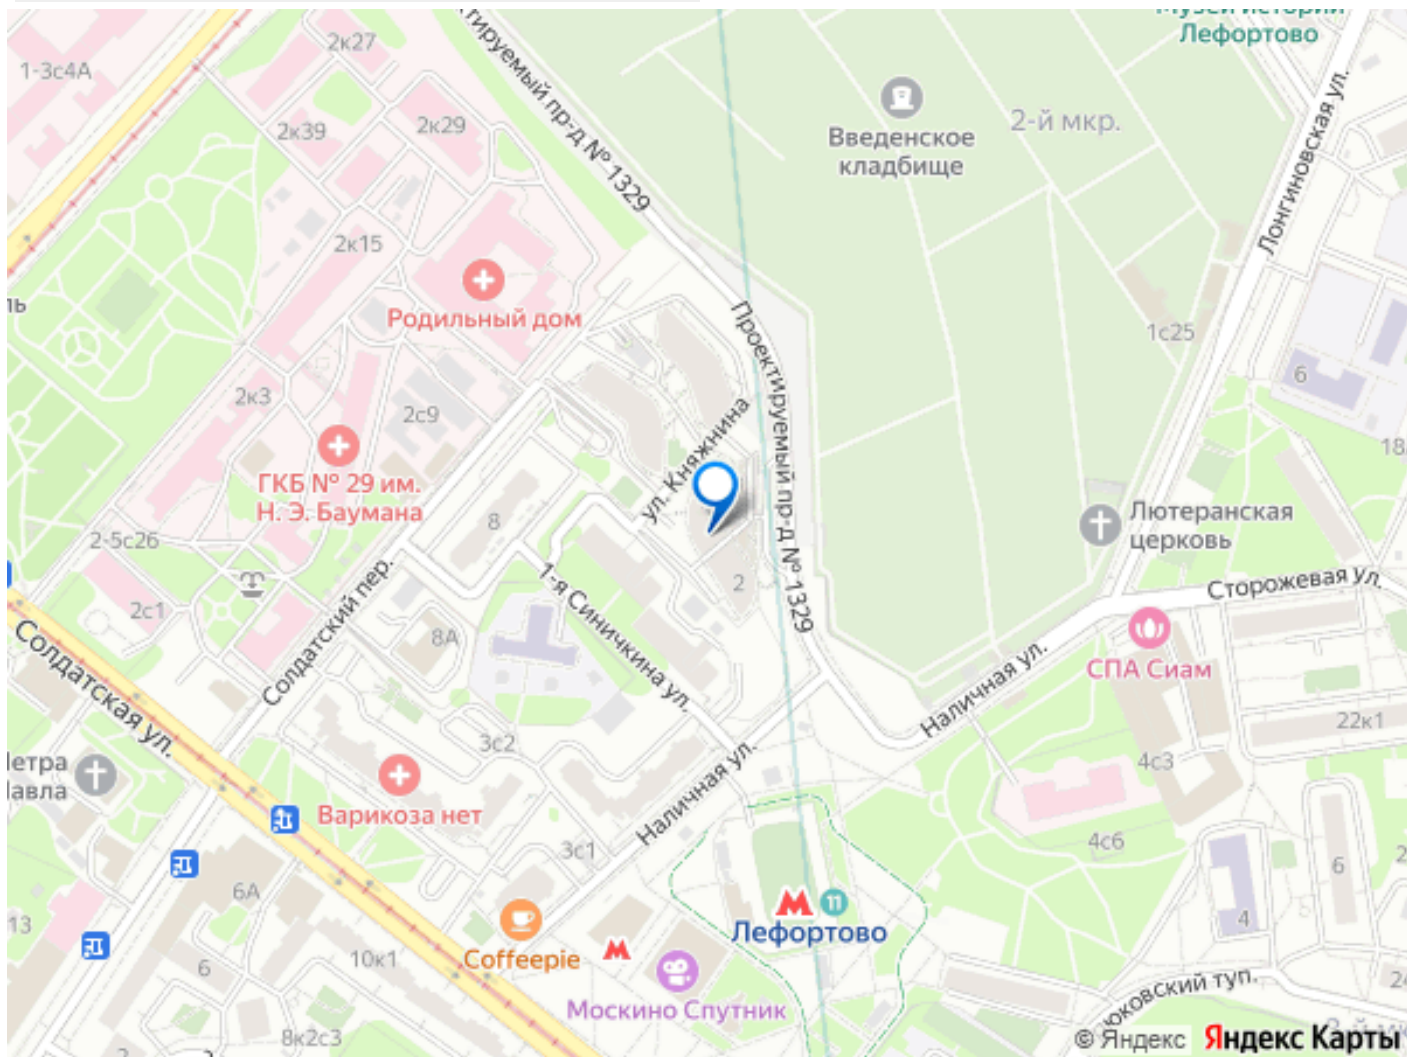 Лефортово
2к27
1-3с4А
2к39
2к29
Введенское
кладбище
2-й мкр.
Проектируемый пр-д № 1329
Лонгиновская ул.
2к15
Родильный дом
1с25
6
2к3
2с9
ул. Княжнина
ГКБ № 29 им.
Н. Э. Баумана
8
Лютеранская
церковь
2-5с26
Сторожевая ул.
2
1-я Синичкина ул.
2с1
8А
Солдатский пер.
Солдатская ул.
СПА Сиам
Наличная ул.
22к1
3с2
4с3
Варикоза нет
Наличная ул.
4с6
3с1
6
6А
13
4
Лефортово
11
Coffeepie
10к1
6
Москино Спутник
8к2с3
туп.
© Яндекс Яндекс Карты